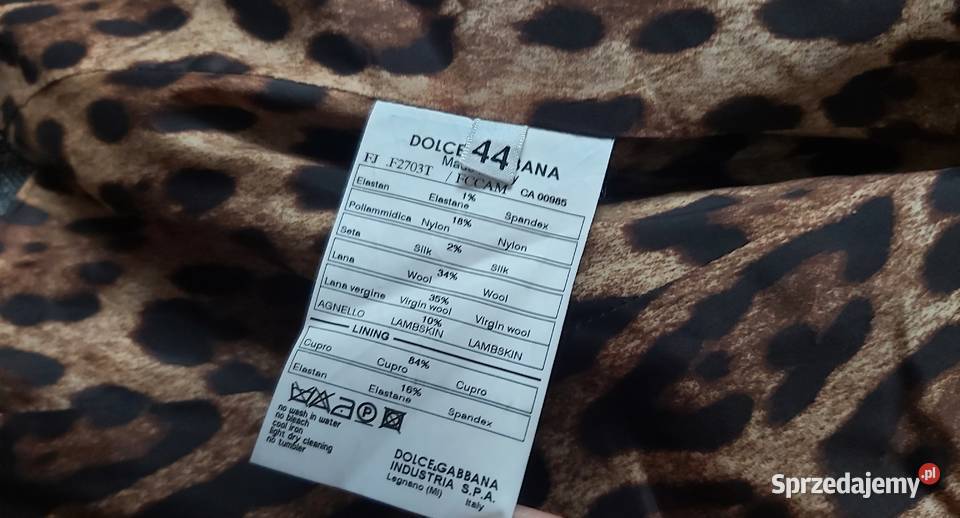 DOLCE
44
BANA
Made
FJ .F2703T / FCCAM CA 00985
1%
Elastan Elastane Spandex
18%
Poliammidica Nylon Nylon
2%
Seta Silk Silk
34%
Lana Wool Wool
35%
Lana vergine Virgin wool Virgin wool
10%
AGNELLO LAMBSKIN LAMBSKIN
LINING
84%
Cupro Cupro Cupro
16%
Elastan Elastane Spandex
P
no wash in water
no bleach
cool iron
light dry cleaning
no tumbler
DOLCE&GABBANA
INDUSTRIA S.P.A.
Legnano (MI) Italy
Sprzedajemy.pl